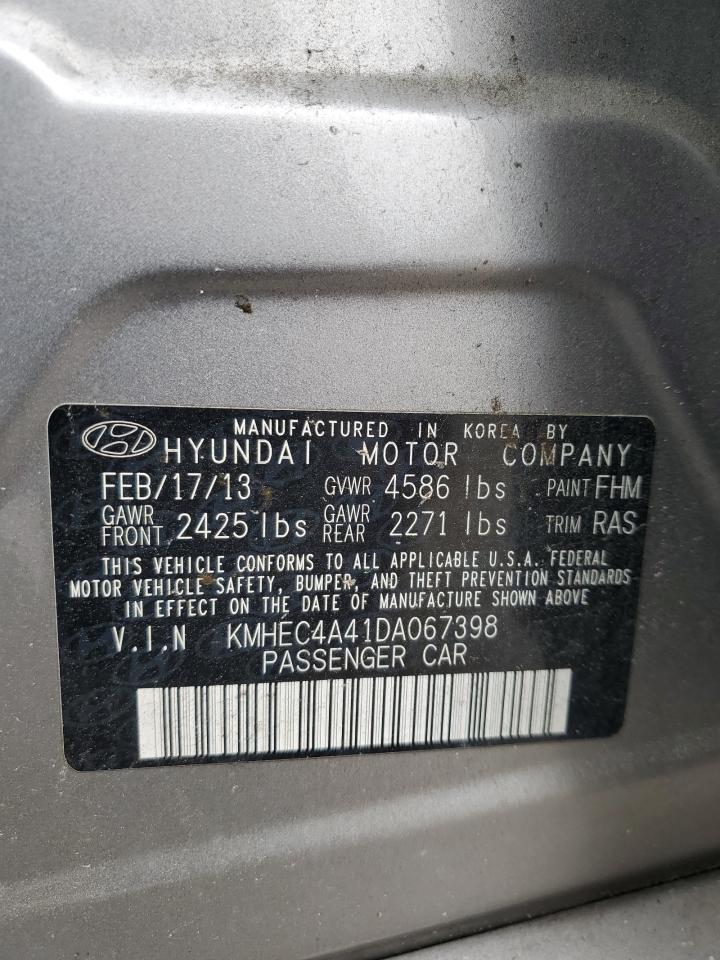 MANUFACTURED IN KOREA BY
HYUNDAI MOTOR COMPANY
FEB/17/13 GVWR 4586 lbs PAINT FHM
GAWR FRONT 2425 lbs GAWR REAR 2271 lbs TRIM RAS
THIS VEHICLE CONFORMS TO ALL APPLICABLE U.S.A. FEDERAL
MOTOR VEHICLE SAFETY, BUMPER, AND THEFT PREVENTION STANDARDS
IN EFFECT ON THE DATE OF MANUFACTURE SHOWN ABOVE
V.I.N KMHEC4A41DA067398
PASSENGER CAR